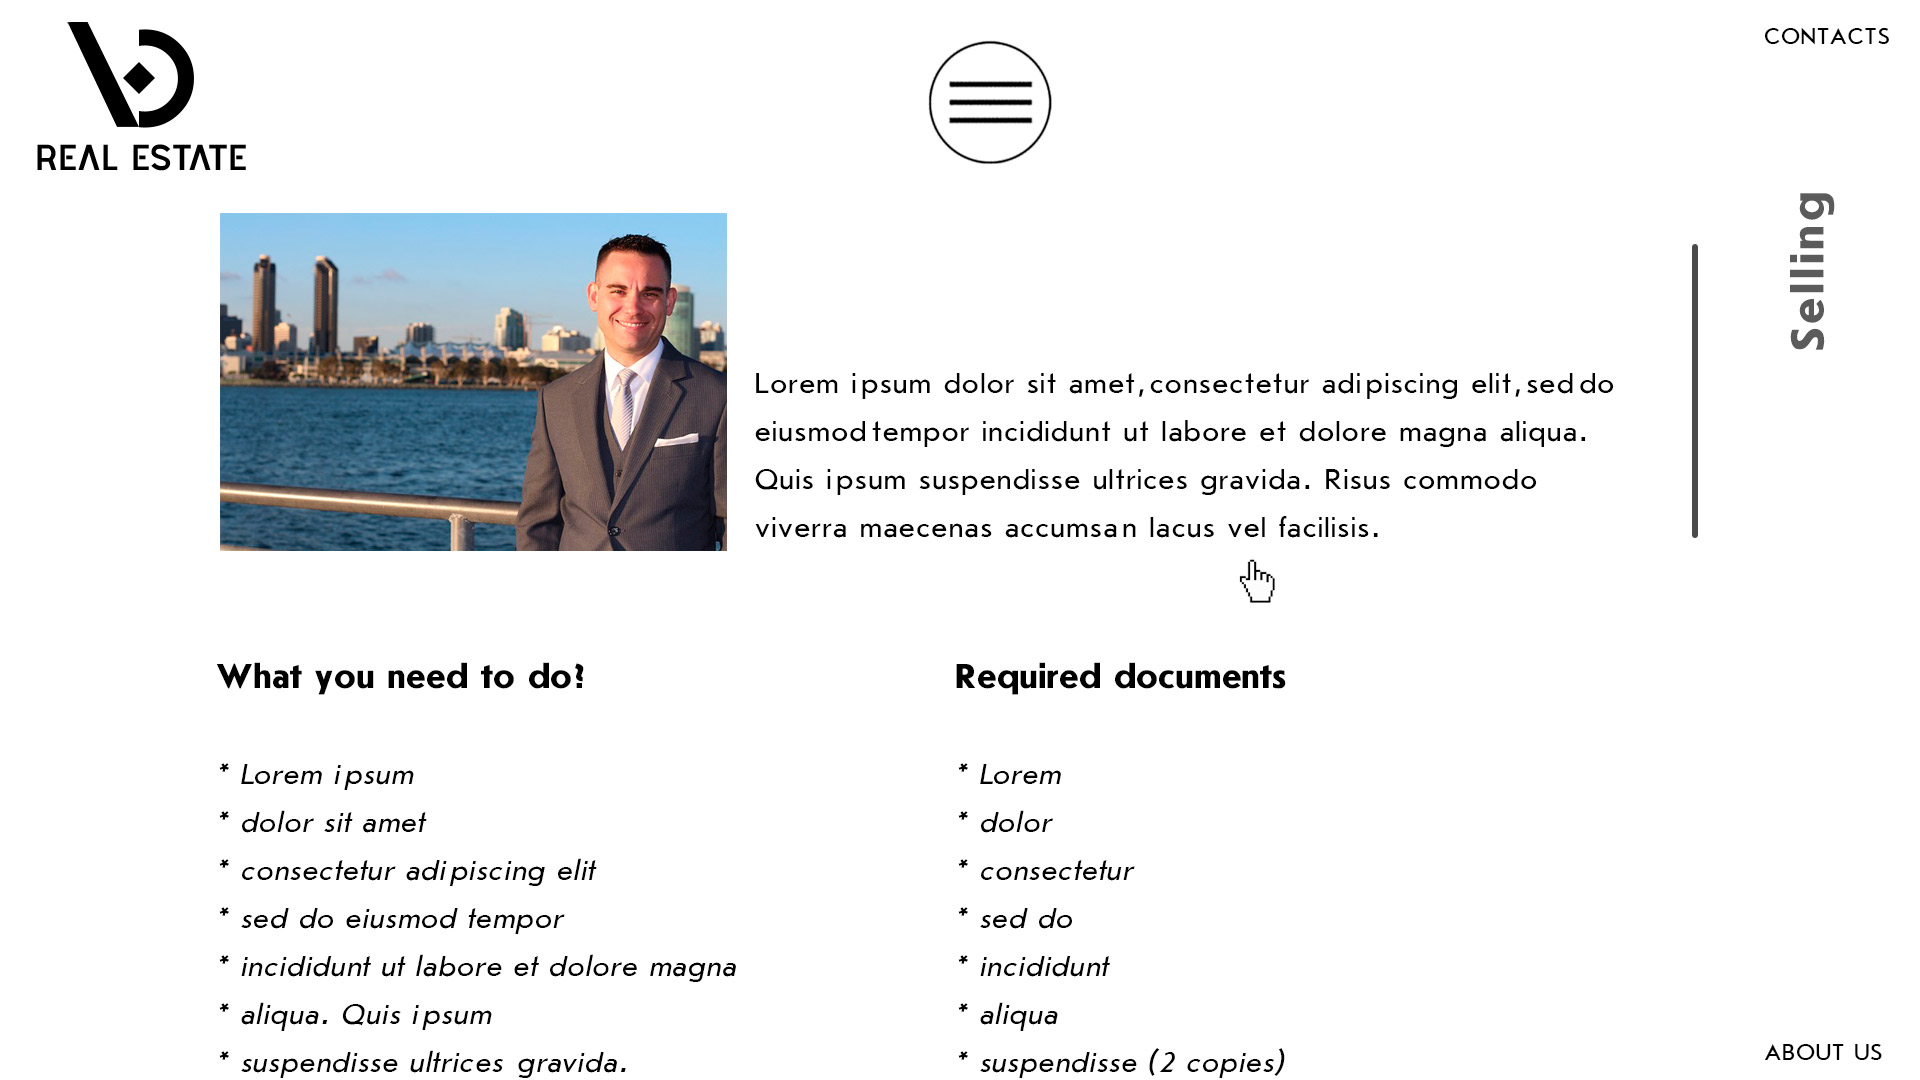 CONTACTS
REAL ESTATE
Selling
Lorem ipsum dolor sit amet, consectetur adipiscing elit, sed do
eiusmod tempor incididunt ut labore et dolore magna aliqua.
Quis ipsum suspendisse ultrices gravida. Risus commodo
viverra maecenas accumsan lacus vel facilisis.
What you need to do?
* Lorem ipsum
* dolor sit amet
* consectetur adipiscing elit
* sed do eiusmod tempor
* incididunt ut labore et dolore magna
* aliqua. Quis ipsum
* suspendisse ultrices gravida.
Required documents
* Lorem
* dolor
* consectetur
* sed do
* incididunt
* aliqua
* suspendisse (2 copies)
ABOUT US